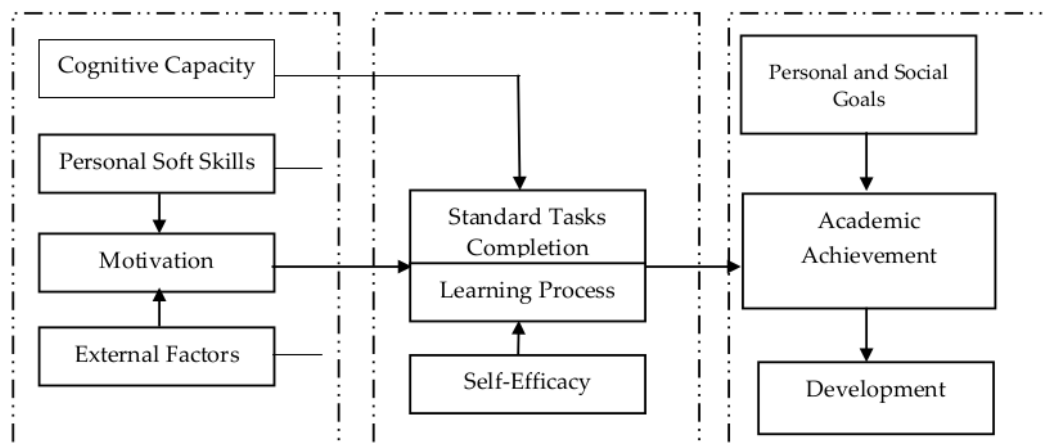 Cognitive Capacity
Personal Soft Skills
Motivation
External Factors
Standard Tasks
Completion
Learning Process
Self-Efficacy
Personal and Social
Goals
Academic
Achievement
Development